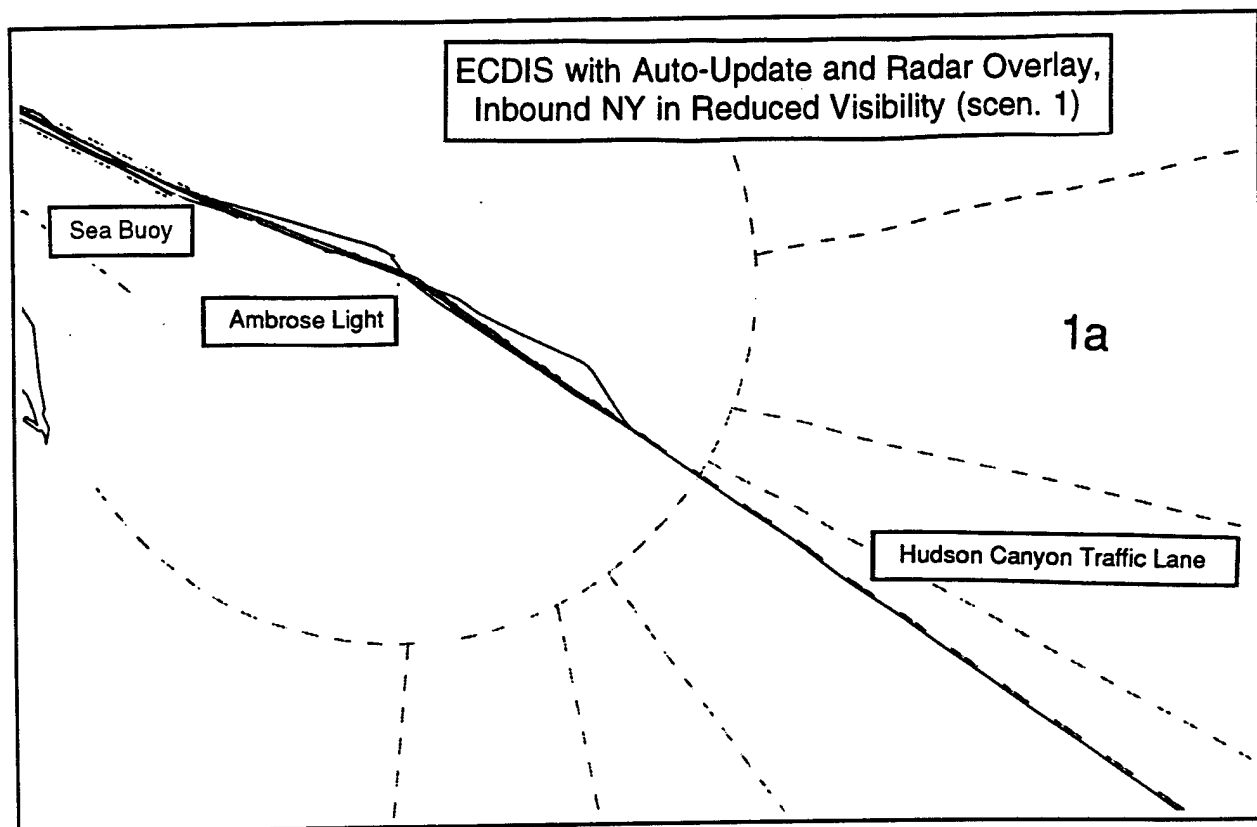 ECDIS with Auto-Update and Radar Overlay,
Inbound NY in Reduced Visibility (scen. 1)
Sea Buoy
Ambrose Light
1a
Hudson Canyon Traffic Lane